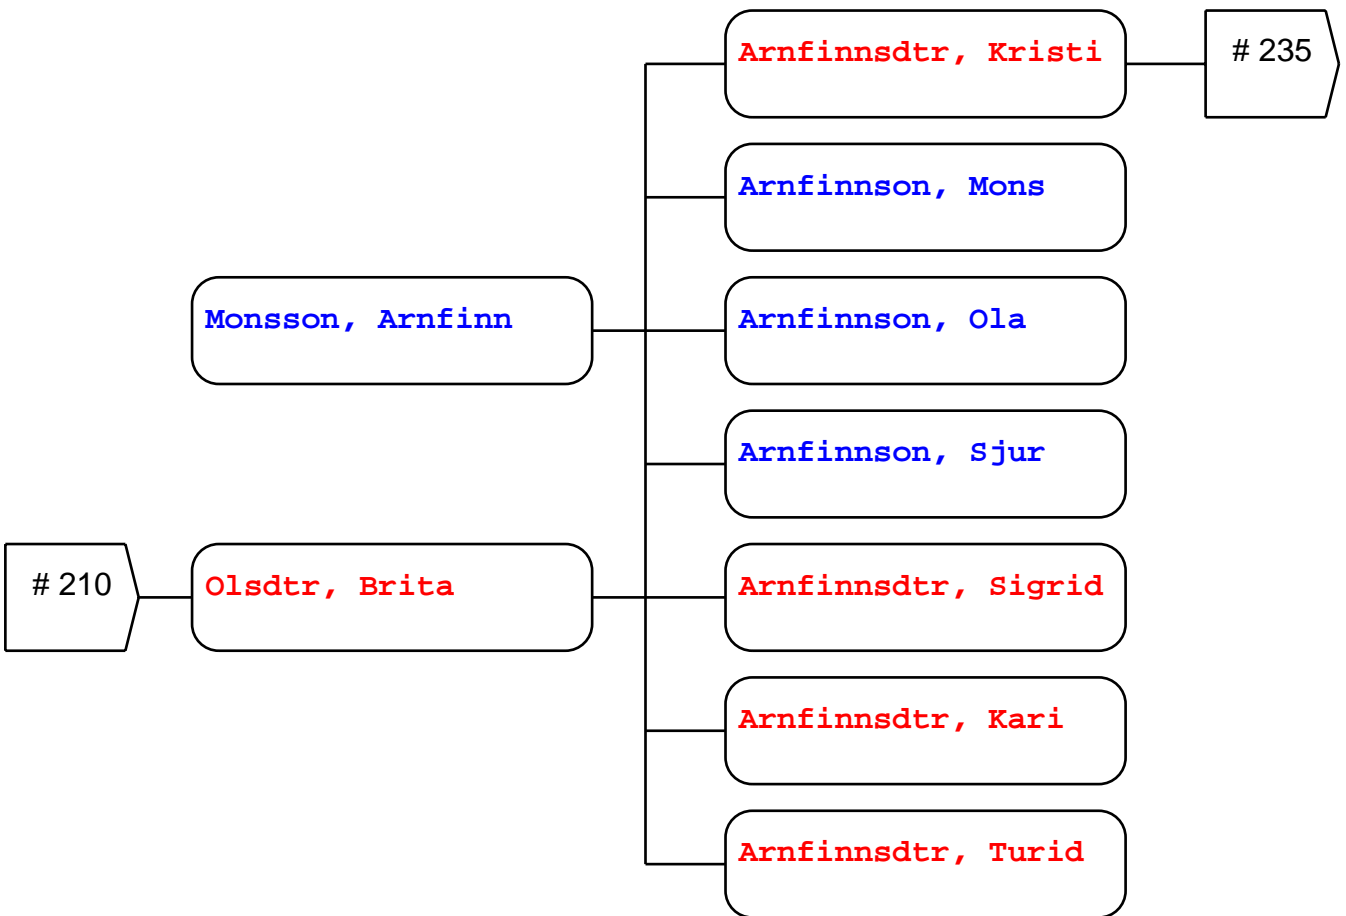 Arnfinnsdtr, Kristi
# 235
Arnfinnson, Mons
Monsson, Arnfinn
Arnfinnson, Ola
Arnfinnson, Sjur
# 210
Olsdtr, Brita
Arnfinnsdtr, Sigrid
Arnfinnsdtr, Kari
Arnfinnsdtr, Turid